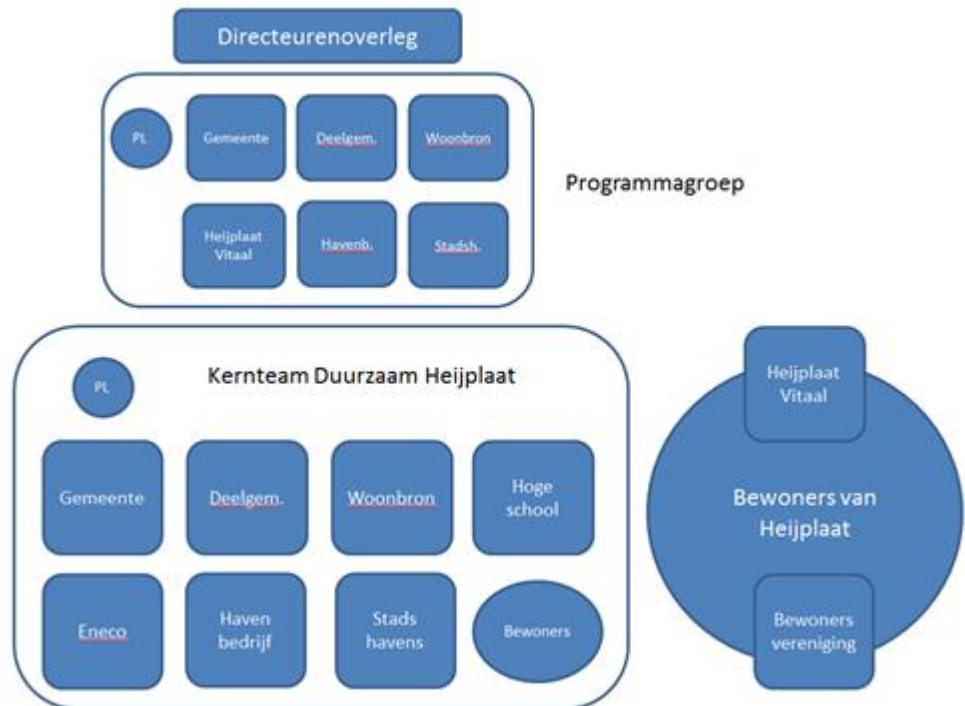 Directeurenoverleg
PL
Gemeente
Deelgem.
Woonbron
Heijplaat
Vitaal
Havenb.
Stadsh.
Programmagroep
PL
Kernteam Duurzaam Heijplaat
Gemeente
Deelgem.
Woonbron
Hoge
school
Eneco
Haven
bedrijf
Stads
havens
Bewoners
Heijplaat
Vitaal
Bewoners van
Heijplaat
Bewoners
vereniging